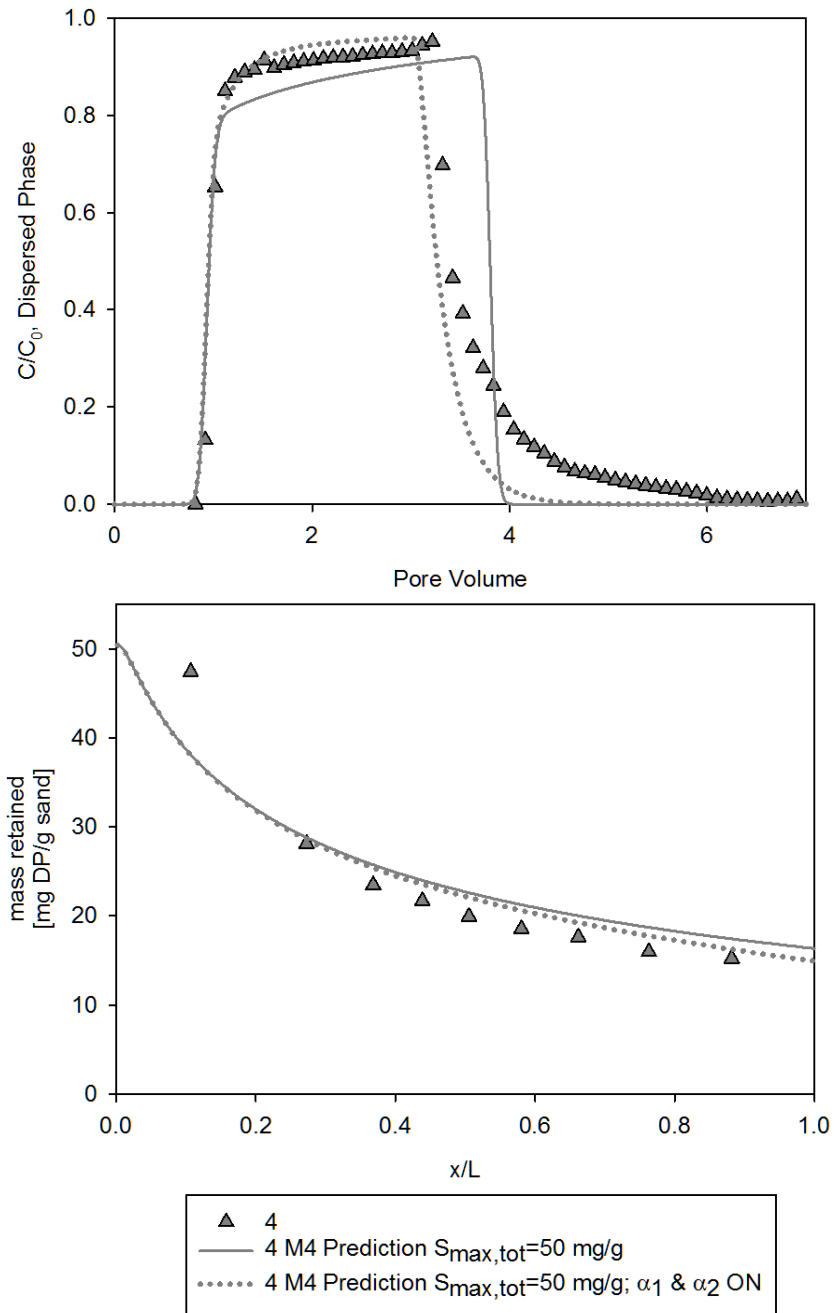 1.0
0.8
0.6
0.4
0.2
0.0
C/C₀, Dispersed Phase
0 2 4 6
Pore Volume
50
40
30
20
10
0
mass retained
[mg DP/g sand]
0.0 0.2 0.4 0.6 0.8 1.0
x/L
4
4 M4 Prediction Smax,tot=50 mg/g
4 M4 Prediction Smax,tot=50 mg/g; α₁ & α₂ ON